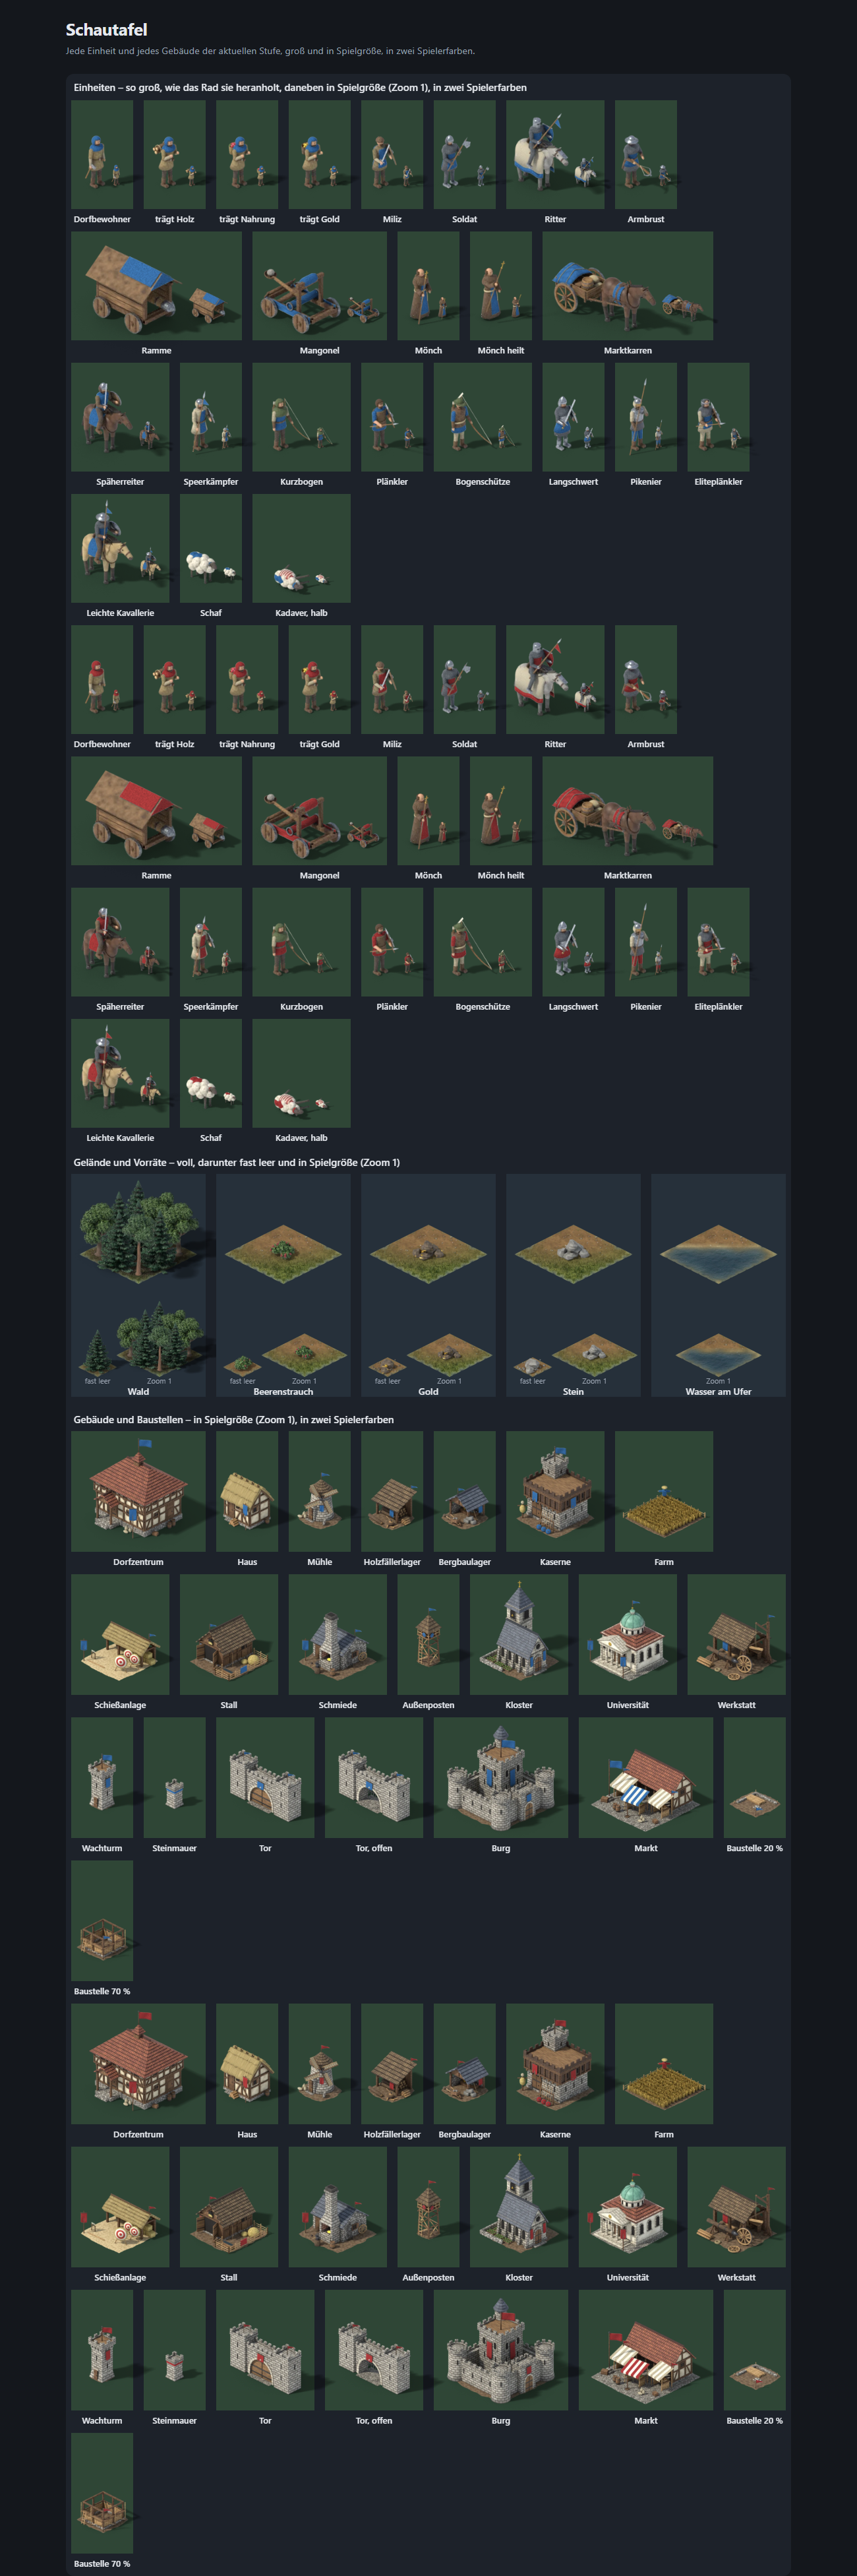 Schautafel
Jede Einheit und jedes Gebäude der aktuellen Stufe, groß und in Spielgröße, in zwei Spielerfarben.
Einheiten – so groß, wie das Rad sie heranholt, daneben in Spielgröße (Zoom 1), in zwei Spielerfarben
Dorfbewohner trägt Holz trägt Nahrung trägt Gold Miliz Soldat Ritter Armbrust
Ramme Mangonel Mönch Mönch heilt Marktkarren
Späherreiter Speerkämpfer Kurzbogen Plänkler Bogenschütze Langschwert Pikenier Eliteplänkler
Leichte Kavallerie Schaf Kadaver, halb
Dorfbewohner trägt Holz trägt Nahrung trägt Gold Miliz Soldat Ritter Armbrust
Ramme Mangonel Mönch Mönch heilt Marktkarren
Späherreiter Speerkämpfer Kurzbogen Plänkler Bogenschütze Langschwert Pikenier Eliteplänkler
Leichte Kavallerie Schaf Kadaver, halb
Gelände und Vorräte – voll, darunter fast leer und in Spielgröße (Zoom 1)
fast leer Zoom 1 fast leer Zoom 1 fast leer Zoom 1 fast leer Zoom 1 Zoom 1
Wald Beerenstrauch Gold Stein Wasser am Ufer
Gebäude und Baustellen – in Spielgröße (Zoom 1), in zwei Spielerfarben
Dorfzentrum Haus Mühle Holzfällerlager Bergbaulager Kaserne Farm
Schießanlage Stall Schmiede Außenposten Kloster Universität Werkstatt
Wachturm Steinmauer Tor Tor, offen Burg Markt Baustelle 20 %
Baustelle 70 %
Dorfzentrum Haus Mühle Holzfällerlager Bergbaulager Kaserne Farm
Schießanlage Stall Schmiede Außenposten Kloster Universität Werkstatt
Wachturm Steinmauer Tor Tor, offen Burg Markt Baustelle 20 %
Baustelle 70 %